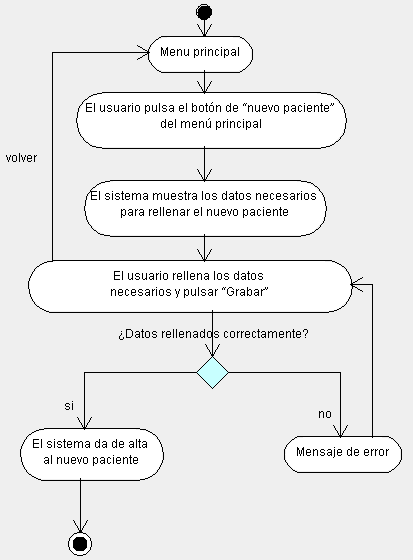 Menu principal
El usuario pulsa el botón de “nuevo paciente”
del menú principal
volver
El sistema muestra los datos necesarios
para rellenar el nuevo paciente
El usuario rellena los datos
necesarios y pulsar “Grabar”
¿Datos rellenados correctamente?
si
no
El sistema da de alta
al nuevo paciente
Mensaje de error